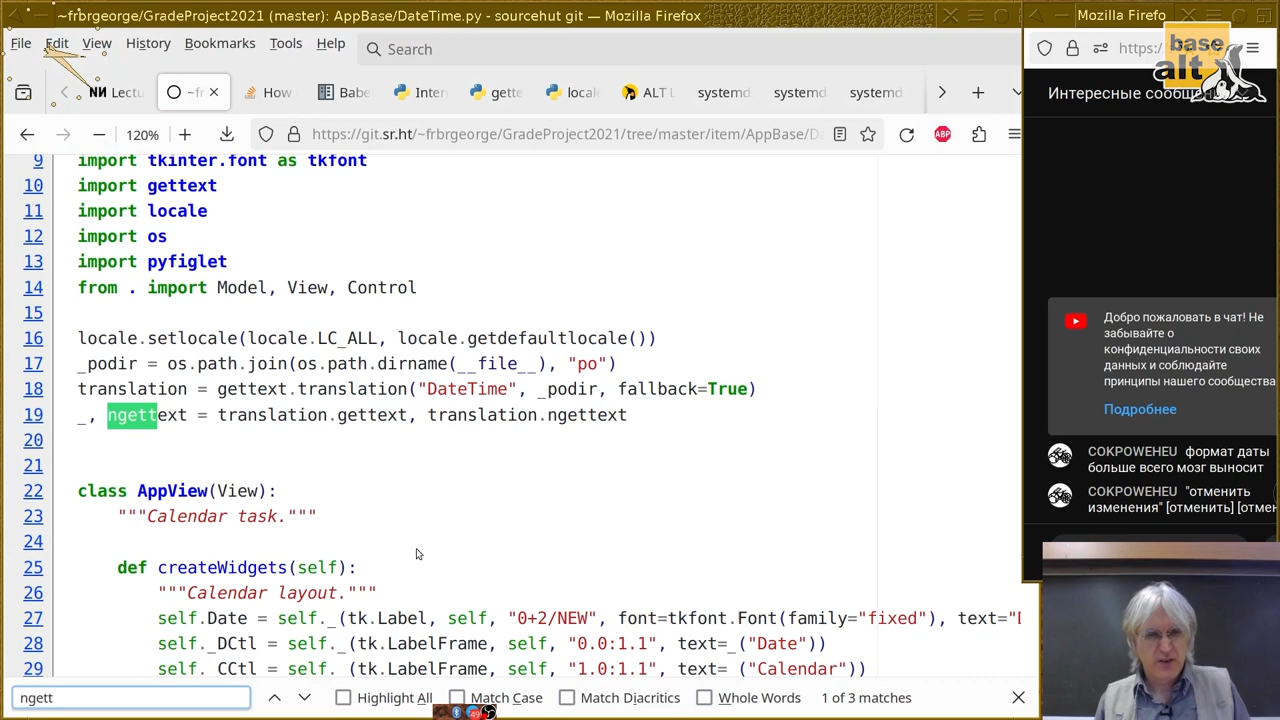 ~frbrgeorge/GradeProject2021 (master): AppBase/DateTime.py - sourcehut git — Mozilla Firefox
File Edit View History Bookmarks Tools Help
Search
Lectu
~fr
How
Babe
Inter
gette
locale
ALT L
systemd
systemd
systemd
120%
https://git.sr.ht/~frbrgeorge/GradeProject2021/tree/master/item/AppBase/Da
ABP
9 import tkinter.font as tkfont
10 import gettext
11 import locale
12 import os
13 import pyfiglet
14 from . import Model, View, Control
15
16 locale.setlocale(locale.LC_ALL, locale.getdefaultlocale())
17 _podir = os.path.join(os.path.dirname(__file__), "po")
18 translation = gettext.translation("DateTime", _podir, fallback=True)
19 _, ngettext = translation.gettext, translation.ngettext
20
21
22 class AppView(View):
23 """Calendar task."""
24
25 def createWidgets(self):
26 """Calendar layout."""
27 self.Date = self._(tk.Label, self, "0+2/NEW", font=tkfont.Font(family="fixed"), text="D
28 self._DCtl = self._(tk.LabelFrame, self, "0.0:1.1", text=_("Date"))
29 self._CCtl = self._(tk.LabelFrame, self, "1.0:1.1", text=_("Calendar"))
ngett
Highlight All Match Case Match Diacritics Whole Words 1 of 3 matches
Mozilla Firefo
base
alt
https:/
Интересные сообщен
Добро пожаловать в чат! Не
забывайте о
конфиденциальности своих
данных и соблюдайте
принципы нашего сообщества
Подробнее
COKPOWEHEU формат даты
больше всего мозг выносит
COKPOWEHEU "отменить
изменения" [отменить] [отмен